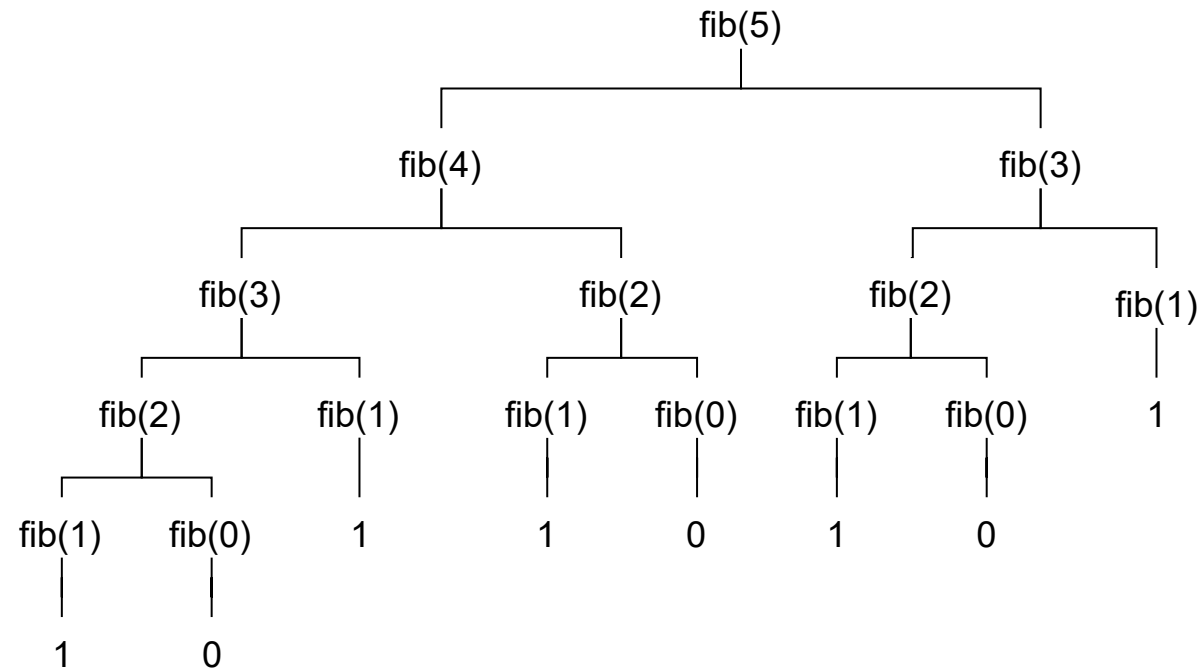 fib(5)
fib(4) fib(3)
fib(3) fib(2) fib(2) fib(1)
fib(2) fib(1) fib(1) fib(0) fib(1) fib(0) 1
fib(1) fib(0) 1 1 0 1 0
1 0